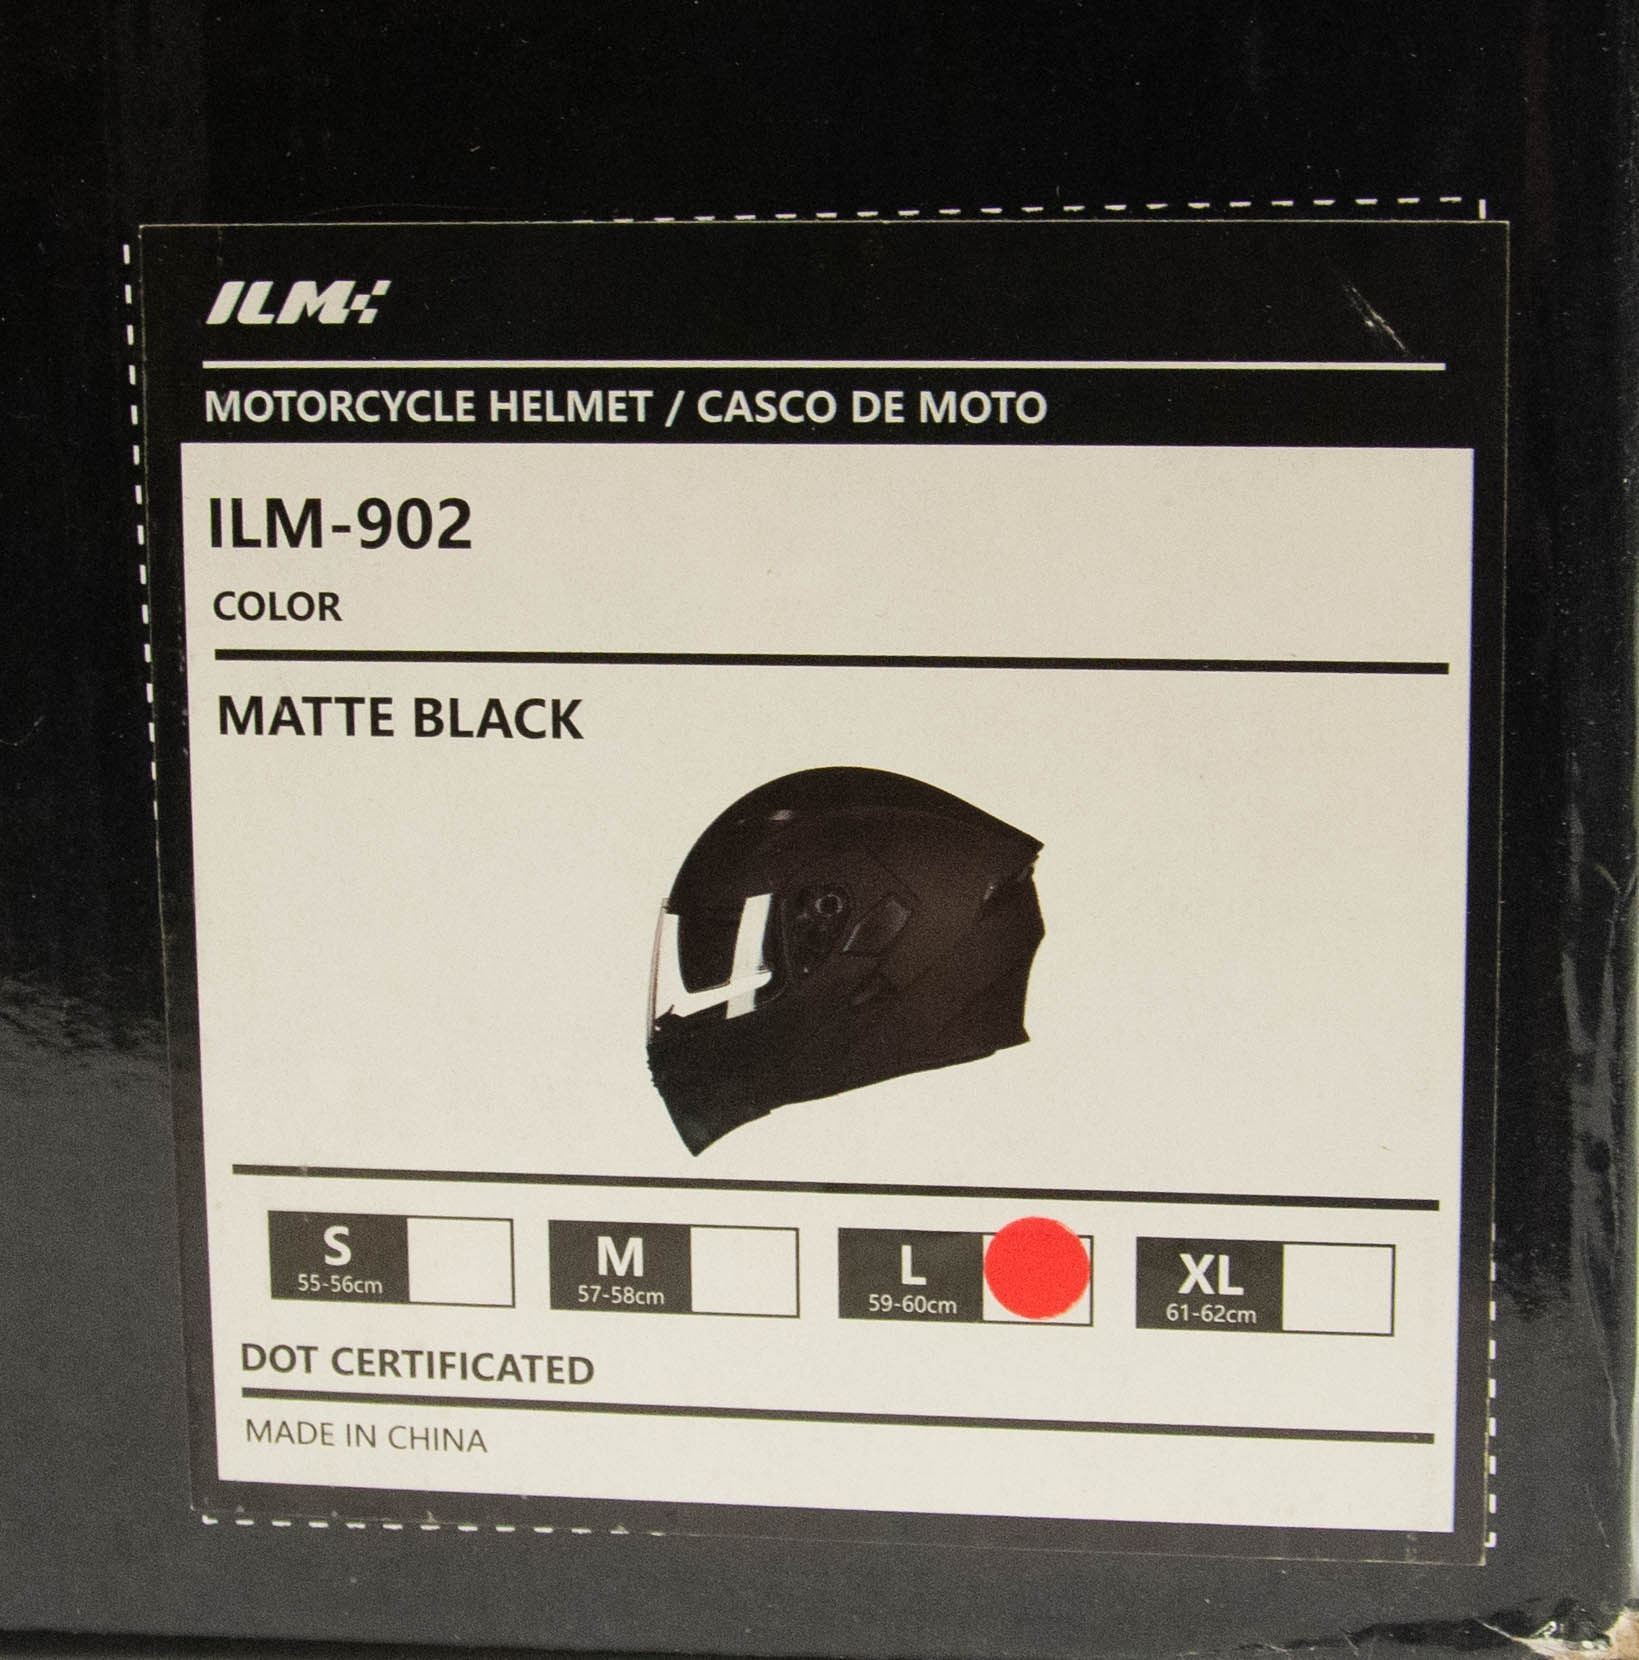 ILM
MOTORCYCLE HELMET / CASCO DE MOTO
ILM-902
COLOR
MATTE BLACK
S
55-56cm
M
57-58cm
L
59-60cm
XL
61-62cm
DOT CERTIFICATED
MADE IN CHINA